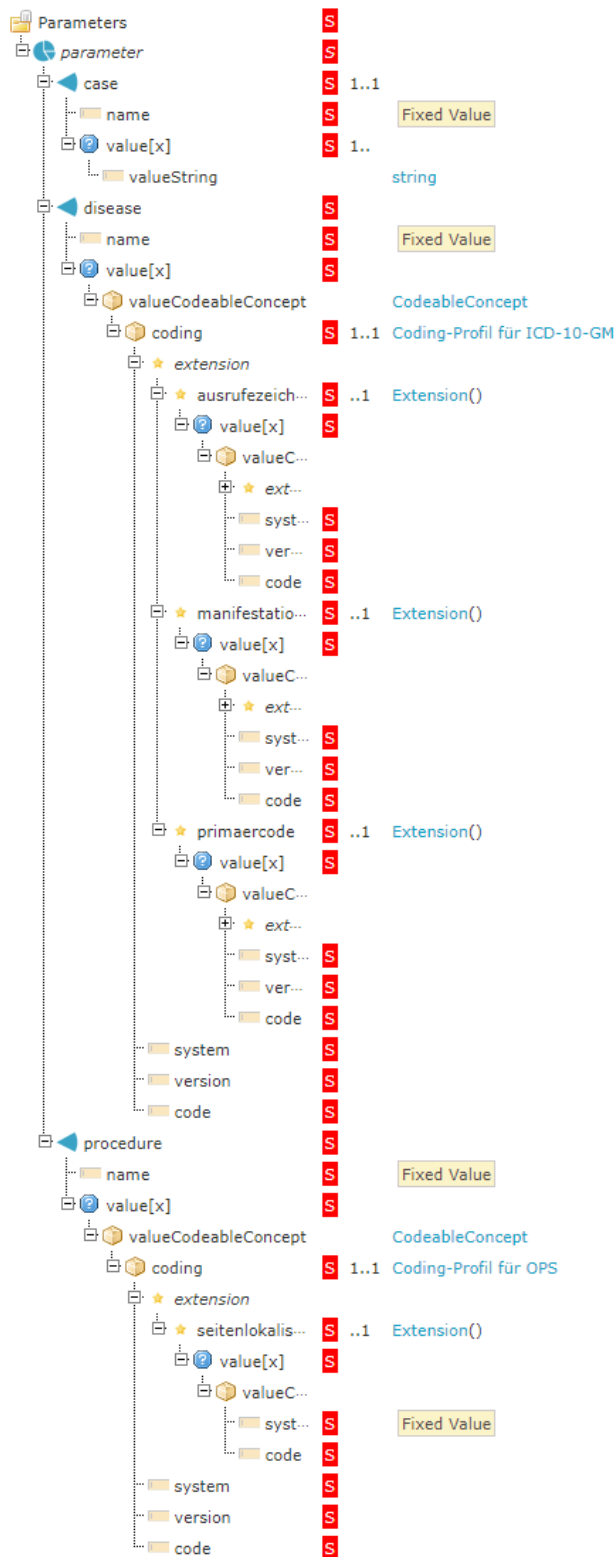 Parameters S
parameter S
case S 1..1
name S Fixed Value
value[x] S 1..
valueString string
disease S
name S Fixed Value
value[x] S
valueCodeableConcept CodeableConcept
coding S 1..1 Coding-Profil für ICD-10-GM
extension
ausrufezeich... S ..1 Extension()
value[x] S
valueC...
ext...
syst... S
ver... S
code S
manifestatio... S ..1 Extension()
value[x] S
valueC...
ext...
syst... S
ver... S
code S
primaercode S ..1 Extension()
value[x] S
valueC...
ext...
syst... S
ver... S
code S
system S
version S
code S
procedure S
name S Fixed Value
value[x] S
valueCodeableConcept CodeableConcept
coding S 1..1 Coding-Profil für OPS
extension
seitenlokalis... S ..1 Extension()
value[x] S
valueC...
syst... S Fixed Value
code S
system S
version S
code S